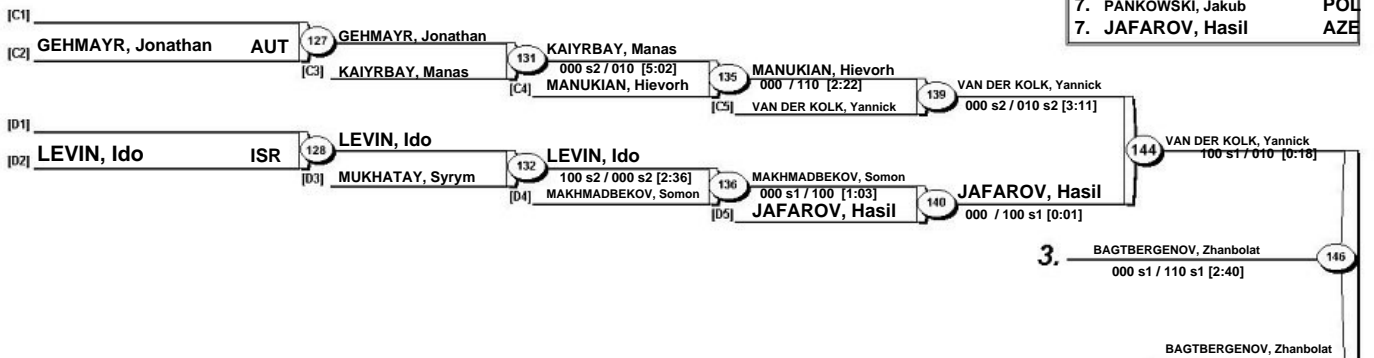 7. PANKOWSKI, Jakub POL
7. JAFAROV, Hasil AZE
[C1]
[C2] GEHMAYR, Jonathan AUT
127
GEHMAYR, Jonathan
[C3] KAIYRBAY, Manas
131
KAIYRBAY, Manas
000 s2 / 010 [5:02]
[C4] MANUKIAN, Hievorh
135
MANUKIAN, Hievorh
000 / 110 [2:22]
[C5] VAN DER KOLK, Yannick
139
VAN DER KOLK, Yannick
000 s2 / 010 s2 [3:11]
[D1]
[D2] LEVIN, Ido ISR
128
LEVIN, Ido
[D3] MUKHATAY, Syrym
132
LEVIN, Ido
100 s2 / 000 s2 [2:36]
[D4] MAKHMADBEKOV, Somon
136
MAKHMADBEKOV, Somon
000 s1 / 100 [1:03]
[D5] JAFAROV, Hasil
140
JAFAROV, Hasil
000 / 100 s1 [0:01]
144
VAN DER KOLK, Yannick
100 s1 / 010 [0:18]
3. BAGTBERGENOV, Zhanbolat
000 s1 / 110 s1 [2:40]
146
BAGTBERGENOV, Zhanbolat